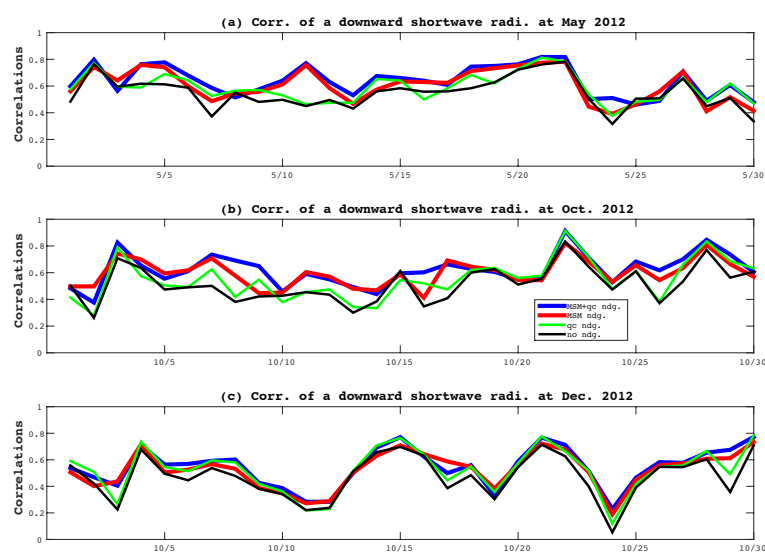 (a) Corr. of a downward shortwave radi. at May 2012
Correlations
1
0.8
0.6
0.4
0.2
0
5/5 5/10 5/15 5/20 5/25 5/30
(b) Corr. of a downward shortwave radi. at Oct. 2012
Correlations
1
0.8
0.6
0.4
0.2
0
MSM+qc ndg.
MSM ndg.
qc ndg.
no ndg.
10/5 10/10 10/15 10/20 10/25 10/30
(c) Corr. of a downward shortwave radi. at Dec. 2012
Correlations
1
0.8
0.6
0.4
0.2
0
10/5 10/10 10/15 10/20 10/25 10/30